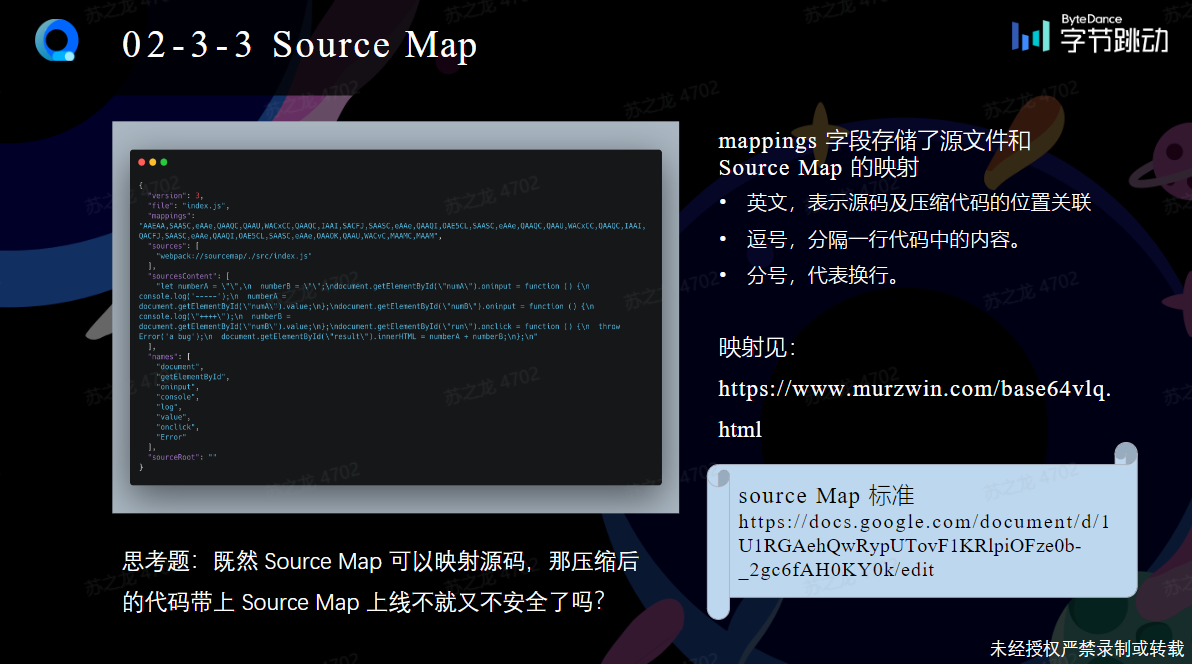 02-3-3 Source Map
ByteDance
字节跳动
{
"version": 3,
"file": "index.js",
"mappings":
"AAEAA,SAASC,eAAe,QAAQC,QAAU,WACxCC,QAAQC,IAAI,SACFJ,SAASC,eAAe,QAAQI,OAE5CL,SAASC,eAAe,QAAQC,QAAU,WACxCC,QAAQC,IAAI,
QACFJ,SAASC,eAAe,QAAQI,OAE5CL,SAASC,eAAe,OAAOK,QAAU,WACvC,MAAMC,MAAM",
"sources": [
"webpack://sourcemap/./src/index.js"
],
"sourcesContent": [
"let numberA = \"\",\n  numberB = \"\";\ndocument.getElementById(\"numA\").oninput = function () {\n
console.log('-----');\n  numberA =
document.getElementById(\"numA\").value;\n};\ndocument.getElementById(\"numB\").oninput = function () {\n
console.log(\"++++\");\n  numberB =
document.getElementById(\"numB\").value;\n};\ndocument.getElementById(\"run\").onclick = function () {\n  throw
Error('a bug');\n  document.getElementById(\"result\").innerHTML = numberA + numberB;\n};\n"
],
"names": [
"document",
"getElementById",
"oninput",
"console",
"log",
"value",
"onclick",
"Error"
],
"sourceRoot": ""
}
mappings 字段存储了源文件和
Source Map 的映射
• 英文，表示源码及压缩代码的位置关联
• 逗号，分隔一行代码中的内容。
• 分号，代表换行。
映射见：
https://www.murzwin.com/base64vlq.
html
source Map 标准
https://docs.google.com/document/d/1
U1RGAehQwRypUTovF1KRlpiOFze0b-
_2gc6fAH0KY0k/edit
思考题：既然 Source Map 可以映射源码，那压缩后
的代码带上 Source Map 上线不就又不安全了吗？
未经授权严禁录制或转载
苏之龙 4702